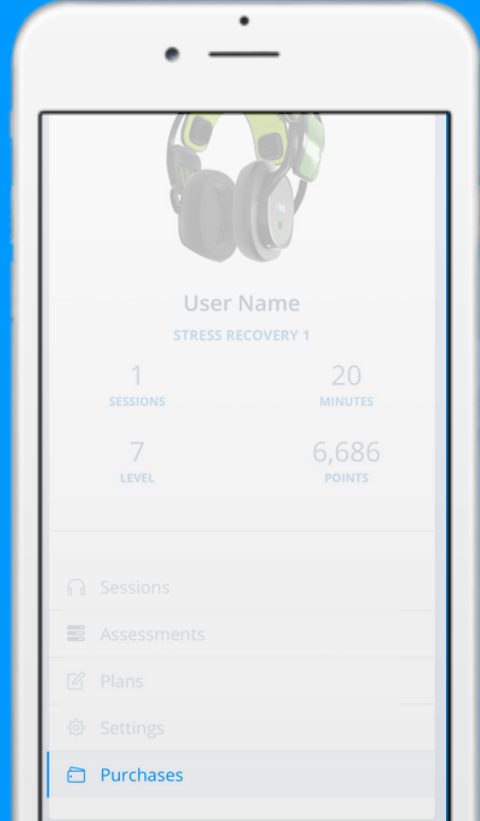 User Name
STRESS RECOVERY 1
1 20
SESSIONS MINUTES
7 6,686
LEVEL POINTS
Sessions
Assessments
Plans
Settings
Purchases